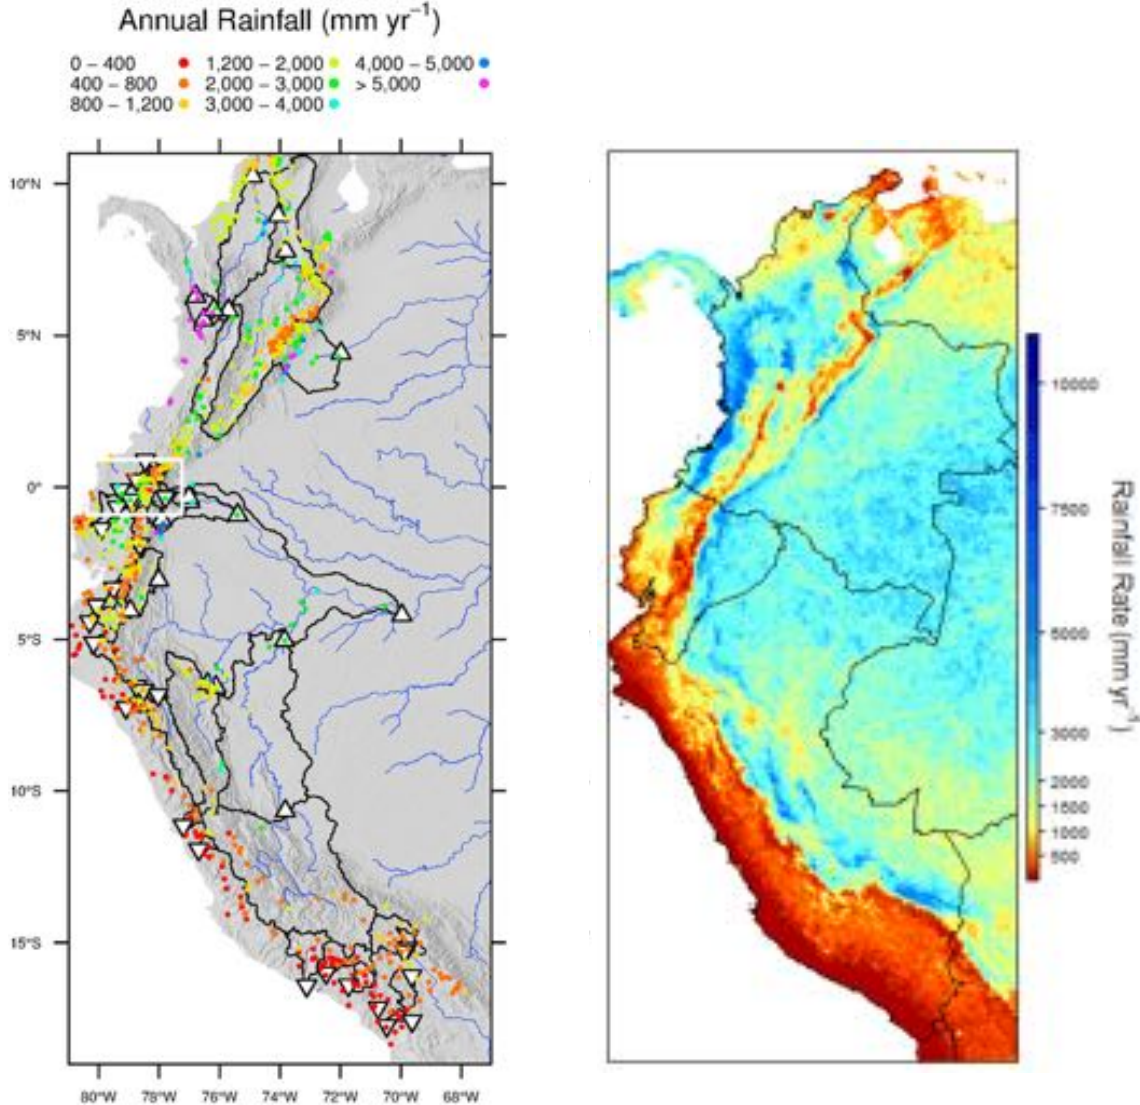 Annual Rainfall (mm yr⁻¹)
0 – 400 1,200 – 2,000 4,000 – 5,000
400 – 800 2,000 – 3,000 > 5,000
800 – 1,200 3,000 – 4,000
10°N
5°N
0°
5°S
10°S
15°S
80°W 78°W 76°W 74°W 72°W 70°W 68°W
10000
7500
5000
3000
2000
1500
1000
500
Rainfall Rate (mm yr⁻¹)